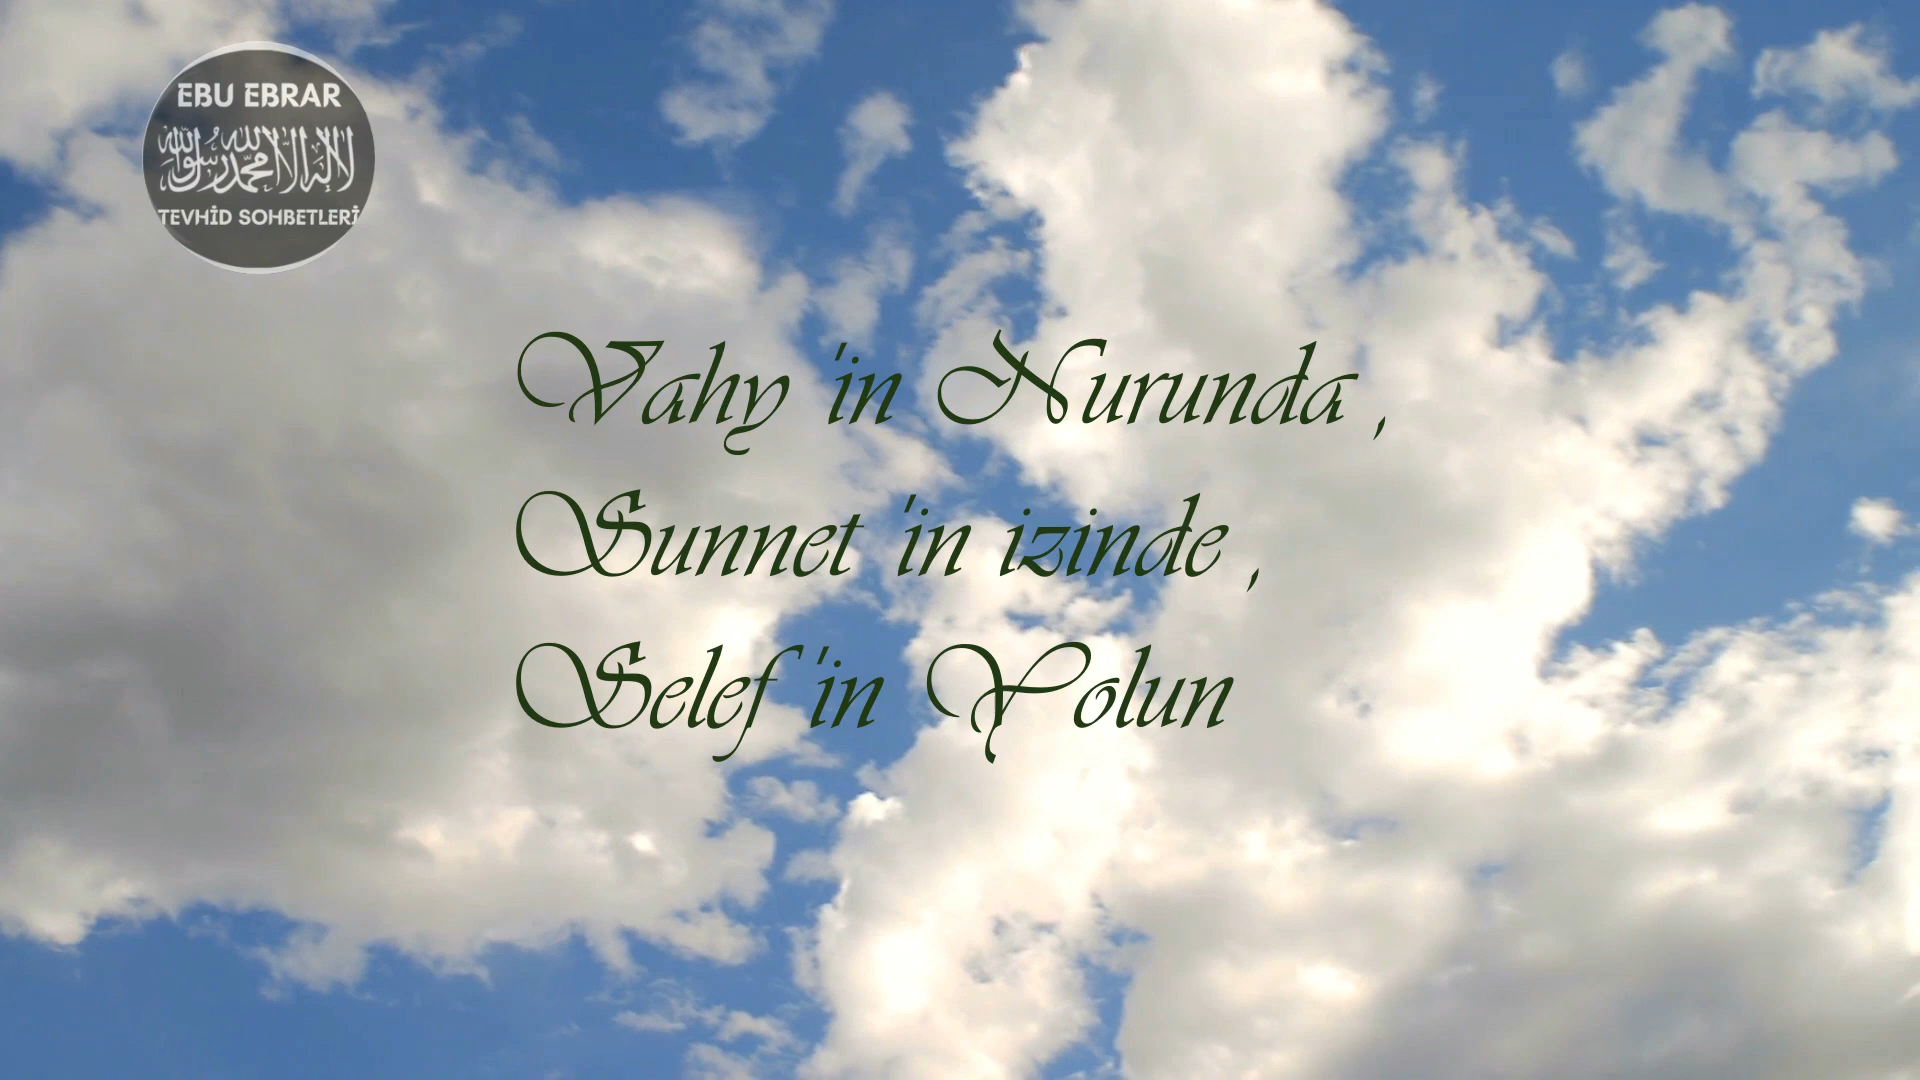 EBU EBRAR
لا إله إلا الله محمد رسول الله
TEVHİD SOHBETLERİ
Vahy 'in Nurunda ,
Sunnet 'in izinde ,
Selef 'in Yolun